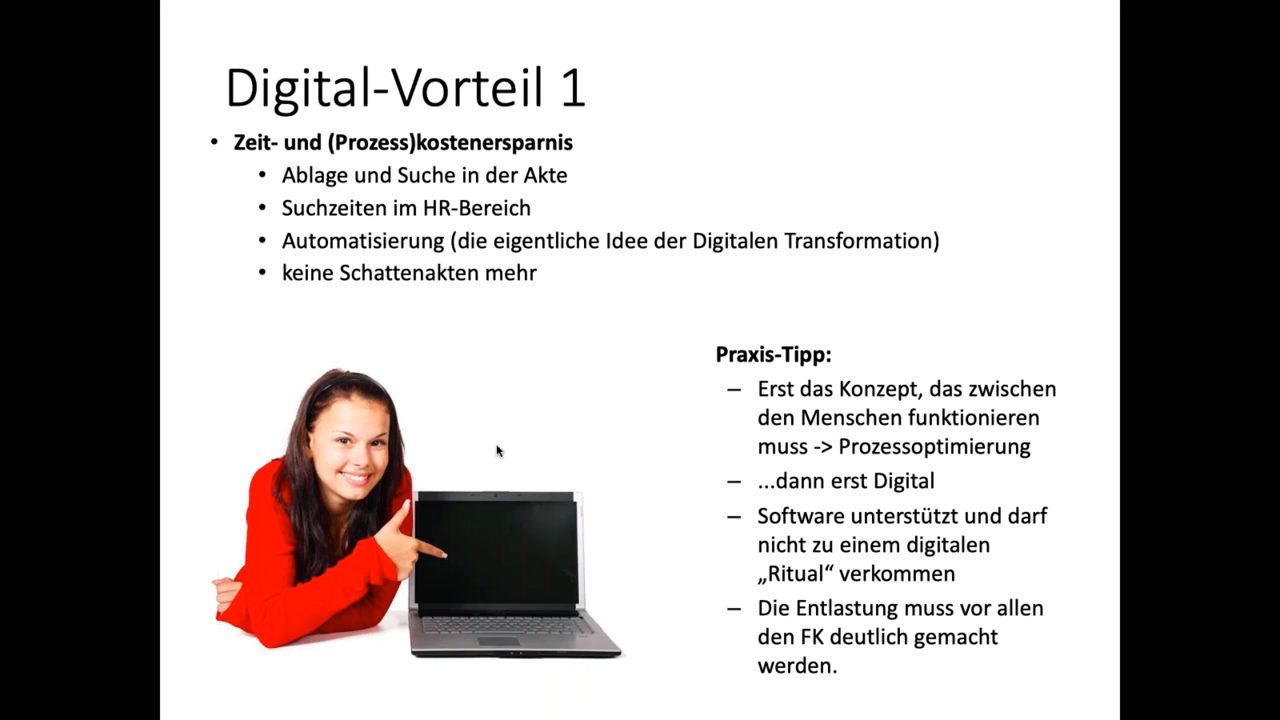 Digital-Vorteil 1
• Zeit- und (Prozess)kostenersparnis
• Ablage und Suche in der Akte
• Suchzeiten im HR-Bereich
• Automatisierung (die eigentliche Idee der Digitalen Transformation)
• keine Schattenakten mehr
Praxis-Tipp:
– Erst das Konzept, das zwischen
den Menschen funktionieren
muss -> Prozessoptimierung
– ...dann erst Digital
– Software unterstützt und darf
nicht zu einem digitalen
„Ritual“ verkommen
– Die Entlastung muss vor allen
den FK deutlich gemacht
werden.